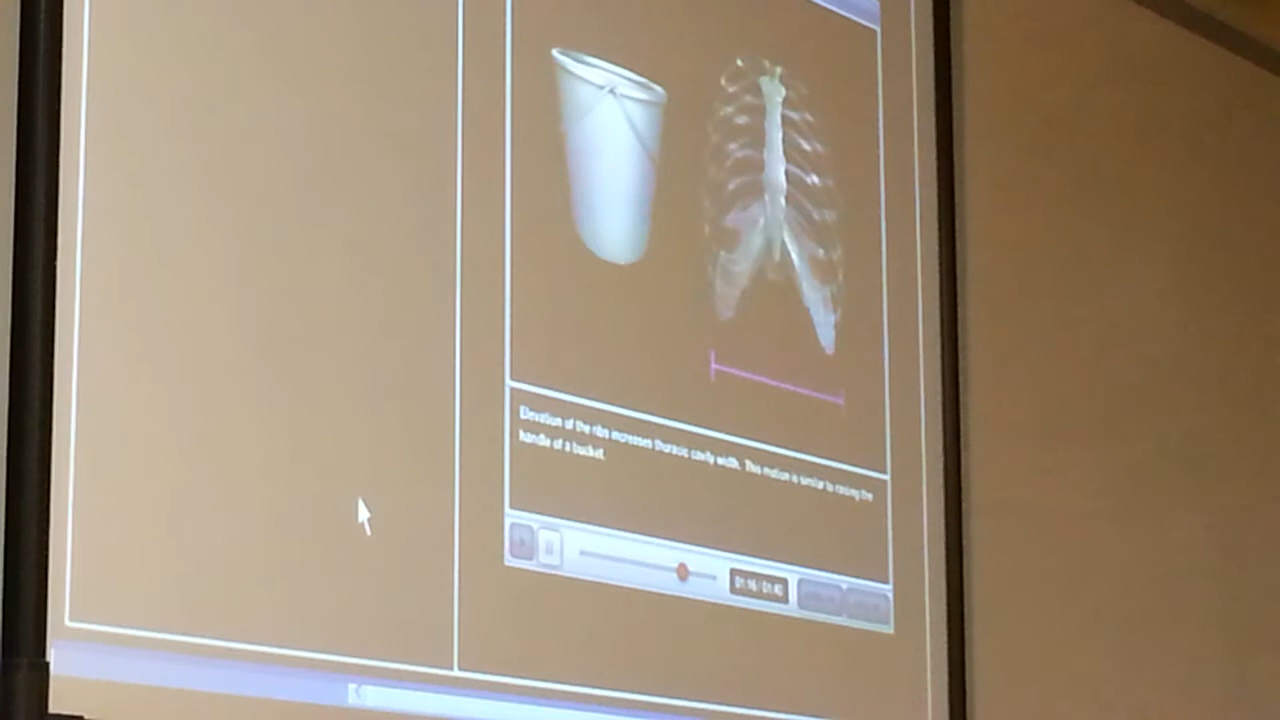 Elevation of the ribs increases thoracic cavity width. This motion is similar to raising the
handle of a bucket.
01:16 / 01:40